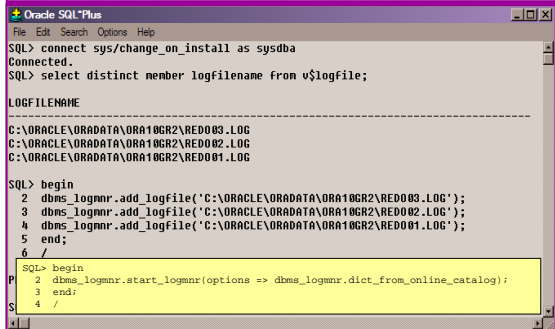 Oracle SQL*Plus
File Edit Search Options Help
SQL> connect sys/change_on_install as sysdba
Connected.
SQL> select distinct member logfilename from v$logfile;
LOGFILENAME
--------------------------------------------------------------------------------
C:\ORACLE\ORADATA\ORA10GR2\REDO03.LOG
C:\ORACLE\ORADATA\ORA10GR2\REDO02.LOG
C:\ORACLE\ORADATA\ORA10GR2\REDO01.LOG
SQL> begin
2 dbms_logmnr.add_logfile('C:\ORACLE\ORADATA\ORA10GR2\REDO03.LOG');
3 dbms_logmnr.add_logfile('C:\ORACLE\ORADATA\ORA10GR2\REDO02.LOG');
4 dbms_logmnr.add_logfile('C:\ORACLE\ORADATA\ORA10GR2\REDO01.LOG');
5 end;
6 /
SQL> begin
2 dbms_logmnr.start_logmnr(options => dbms_logmnr.dict_from_online_catalog);
3 end;
4 /